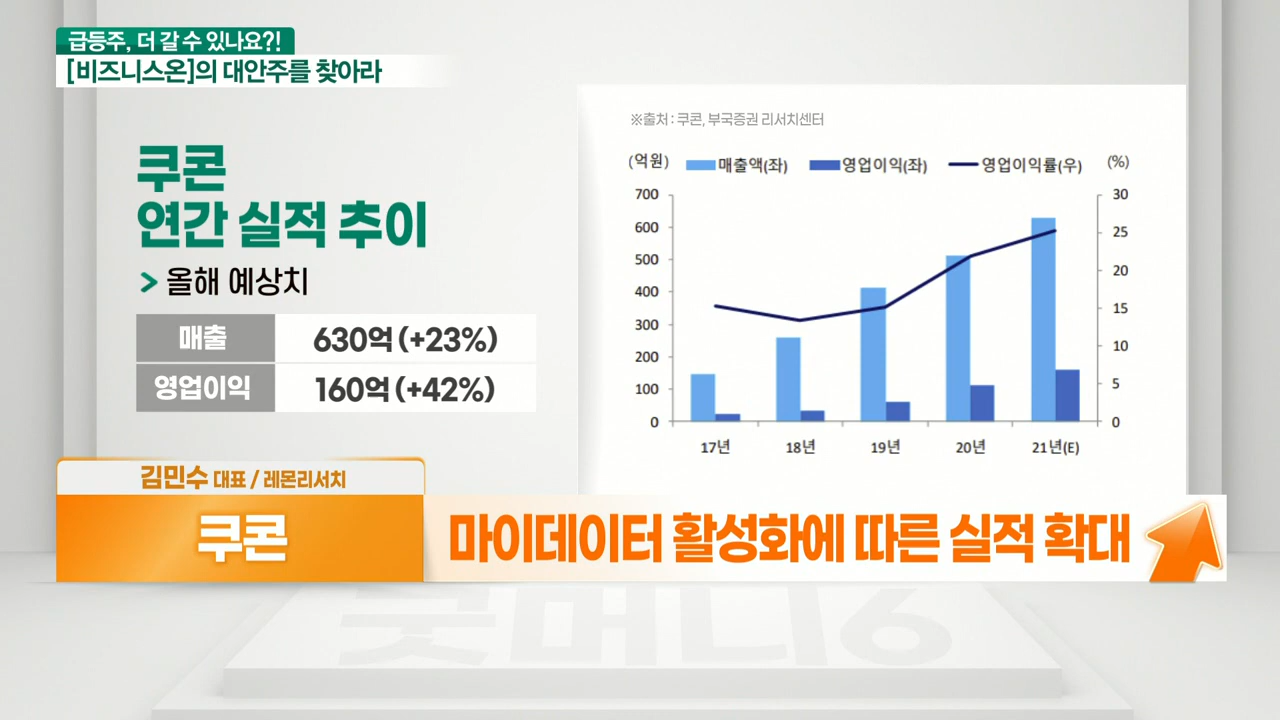 급등주, 더 갈 수 있나요?!
[비즈니스온]의 대안주를 찾아라
쿠콘
연간 실적 추이
> 올해 예상치
매출 630억 (+23%)
영업이익 160억 (+42%)
※출처 : 쿠콘, 부국증권 리서치센터
(억원) 매출액(좌) 영업이익(좌) 영업이익률(우) (%)
700 30
600 25
500 20
400 15
300 10
200 5
100 0
0
17년 18년 19년 20년 21년(E)
김민수 대표 / 레몬리서치
쿠콘
마이데이터 활성화에 따른 실적 확대
굿머니6